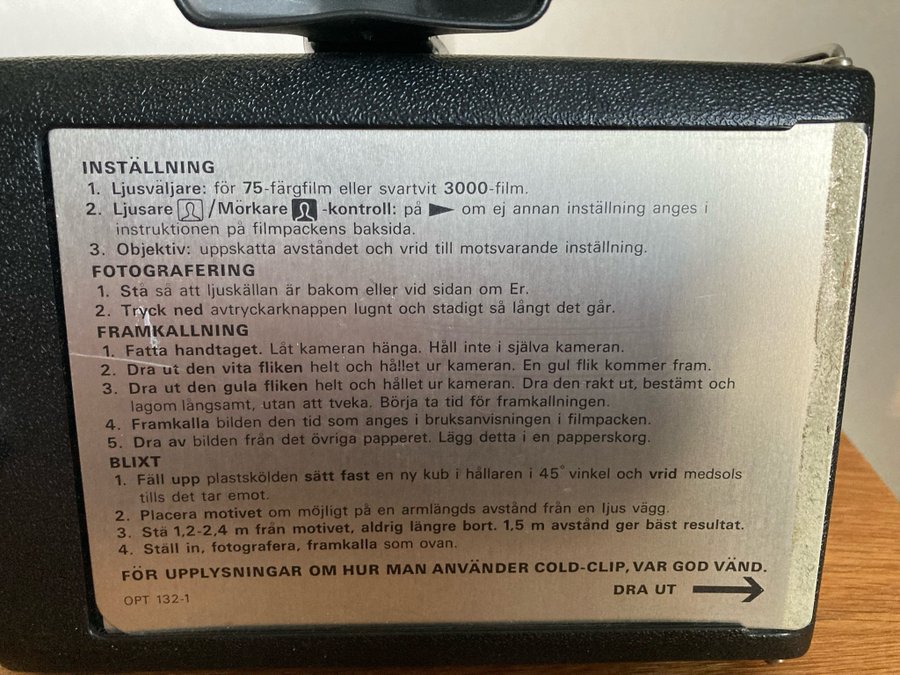 INSTÄLLNING
1. Ljusväljare: för 75-färgfilm eller svartvit 3000-film.
2. Ljusare / Mörkare -kontroll: på ► om ej annan inställning anges i
instruktionen på filmpackens baksida.
3. Objektiv: uppskatta avståndet och vrid till motsvarande inställning.
FOTOGRAFERING
1. Stå så att ljuskällan är bakom eller vid sidan om Er.
2. Tryck ned avtryckarknappen lugnt och stadigt så långt det går.
FRAMKALLNING
1. Fatta handtaget. Låt kameran hänga. Håll inte i själva kameran.
2. Dra ut den vita fliken helt och hållet ur kameran. En gul flik kommer fram.
3. Dra ut den gula fliken helt och hållet ur kameran. Dra den rakt ut, bestämt och
lagom långsamt, utan att tveka. Börja ta tid för framkallningen.
4. Framkalla bilden den tid som anges i bruksanvisningen i filmpacken.
5. Dra av bilden från det övriga papperet. Lägg detta i en papperskorg.
BLIXT
1. Fäll upp plastskölden sätt fast en ny kub i hållaren i 45° vinkel och vrid medsols
tills det tar emot.
2. Placera motivet om möjligt på en armlängds avstånd från en ljus vägg.
3. Stå 1,2-2,4 m från motivet, aldrig längre bort. 1,5 m avstånd ger bäst resultat.
4. Ställ in, fotografera, framkalla som ovan.
FÖR UPPLYSNINGAR OM HUR MAN ANVÄNDER COLD-CLIP, VAR GOD VÄND.
DRA UT
OPT 132-1